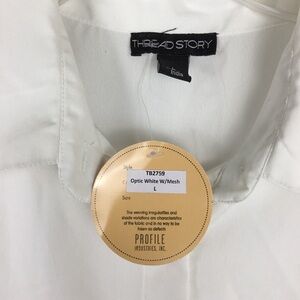 THREAD STORY
L
Style
TB2759
Optic White W/Mesh
L
Size
The weaving irregularities and
shade variations are characteristics
of the fabric and in no way to be
taken as defects
PROFILE
INDUSTRIES, INC.